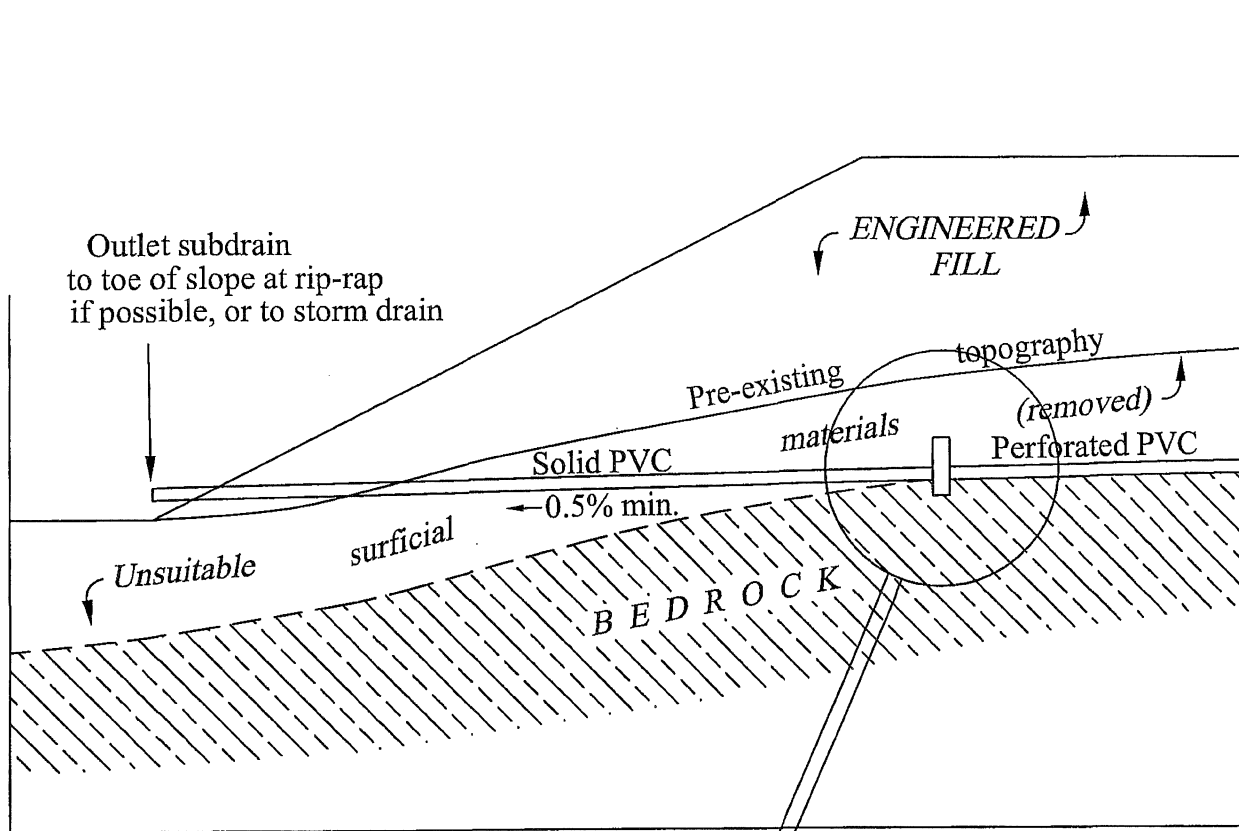 ENGINEERED
FILL
Outlet subdrain
to toe of slope at rip-rap
if possible, or to storm drain
Pre-existing topography
Unsuitable surficial materials (removed)
Solid PVC
Perforated PVC
0.5% min.
BEDROCK